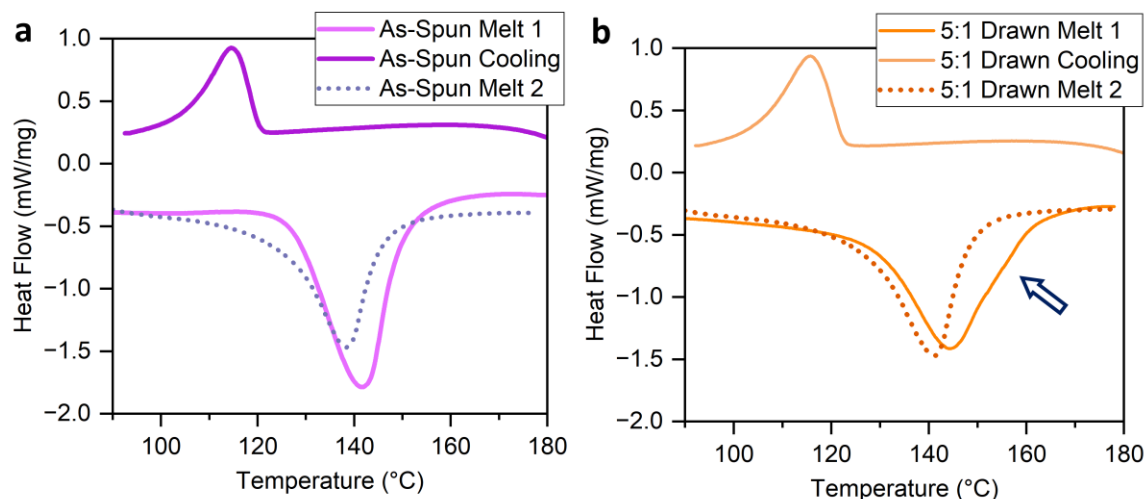 a
As-Spun Melt 1
As-Spun Cooling
As-Spun Melt 2
1.0
0.5
0.0
−0.5
−1.0
−1.5
−2.0
Heat Flow (mW/mg)
100 120 140 160 180
Temperature (°C)
b
5:1 Drawn Melt 1
5:1 Drawn Cooling
5:1 Drawn Melt 2
1.0
0.5
0.0
−0.5
−1.0
−1.5
−2.0
Heat Flow (mW/mg)
100 120 140 160 180
Temperature (°C)